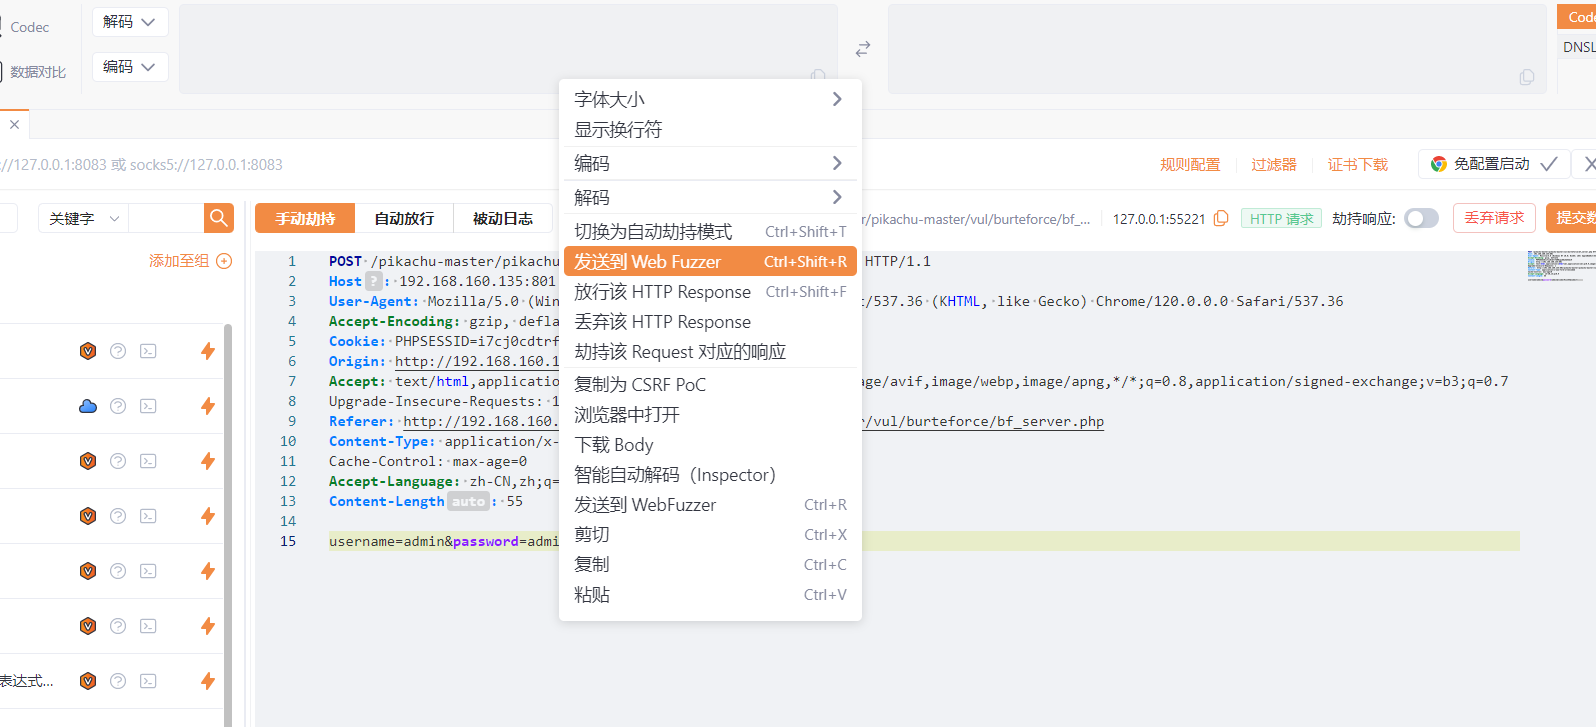 Codec
解码
编码
数据对比
Code
DNSL
://127.0.0.1:8083 或 socks5://127.0.0.1:8083
规则配置
过滤器
证书下载
免配置启动
关键字
手动劫持
自动放行
被动日志
r/pikachu-master/vul/burteforce/bf_...
127.0.0.1:55221
HTTP 请求
劫持响应:
丢弃请求
提交数
添加至组
表达式...
1 POST /pikachu-master/pikachu HTTP/1.1
2 Host ? : 192.168.160.135:801
3 User-Agent: Mozilla/5.0 (Win t/537.36 (KHTML, like Gecko) Chrome/120.0.0.0 Safari/537.36
4 Accept-Encoding: gzip, defla
5 Cookie: PHPSESSID=i7cj0cdtrf
6 Origin: http://192.168.160.1
7 Accept: text/html,application age/avif,image/webp,image/apng,*/*;q=0.8,application/signed-exchange;v=b3;q=0.7
8 Upgrade-Insecure-Requests: 1
9 Referer: http://192.168.160. r/vul/burteforce/bf_server.php
10 Content-Type: application/x-
11 Cache-Control: max-age=0
12 Accept-Language: zh-CN,zh;q=
13 Content-Length auto : 55
14
15 username=admin&password=admi
字体大小
显示换行符
编码
解码
切换为自动劫持模式 Ctrl+Shift+T
发送到 Web Fuzzer Ctrl+Shift+R
放行该 HTTP Response Ctrl+Shift+F
丢弃该 HTTP Response
劫持该 Request 对应的响应
复制为 CSRF PoC
浏览器中打开
下载 Body
智能自动解码（Inspector）
发送到 WebFuzzer Ctrl+R
剪切 Ctrl+X
复制 Ctrl+C
粘贴 Ctrl+V